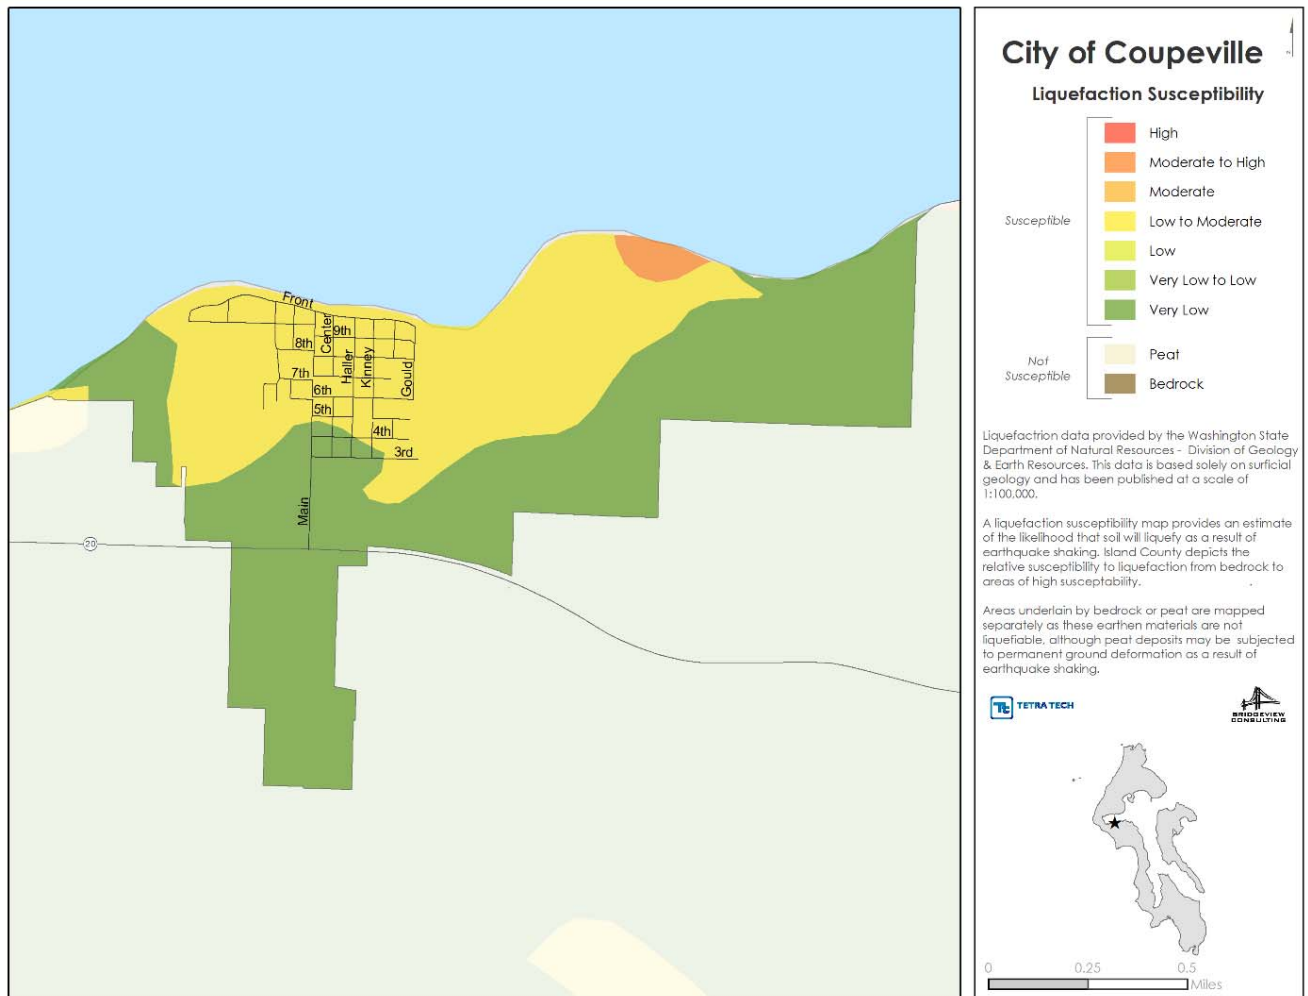 City of Coupeville
Liquefaction Susceptibility
High
Moderate to High
Moderate
Susceptible
Low to Moderate
Low
Very Low to Low
Very Low
Not
Susceptible
Peat
Bedrock
Liquefactrion data provided by the Washington State
Department of Natural Resources - Division of Geology
& Earth Resources. This data is based solely on surficial
geology and has been published at a scale of
1:100,000.
A liquefaction susceptibility map provides an estimate
of the likelihood that soil will liquefy as a result of
earthquake shaking. Island County depicts the
relative susceptibility to liquefaction from bedrock to
areas of high susceptability. .
Areas underlain by bedrock or peat are mapped
separately as these earthen materials are not
liquefiable, although peat deposits may be subjected
to permanent ground deformation as a result of
earthquake shaking.
Tt TETRA TECH
BRIDGEVIEW
CONSULTING
0 0.25 0.5
Miles
Front
Center
9th
8th
Haller
Kinney
Gould
7th
6th
5th
4th
3rd
Main
20